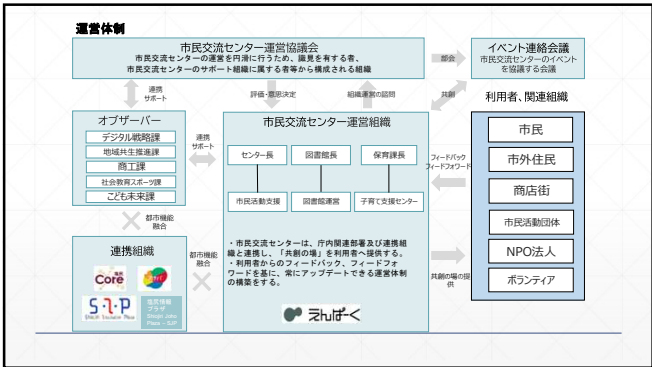 運営体制
市民交流センター運営協議会
市民交流センターの運営を円滑に行うため、識見を有する者、
市民交流センターのサポート組織に属する者等から構成される組織
部会
イベント連絡会議
市民交流センターのイベント
を協議する会議
連携
サポート
評価・意思決定
組織運営の諮問
共創
利用者、関連組織
オブザーバー
デジタル戦略課
地域共生推進課
商工課
社会教育スポーツ課
こども未来課
連携
サポート
市民交流センター運営組織
センター長
図書館長
保育課長
市民活動支援
図書館運営
子育て支援センター
フィードバック
フィードフォワード
市民
市外住民
商店街
市民活動団体
NPO法人
ボランティア
都市機能
融合
連携組織
Core
塩尻情報
プラザ
Shiojiri Joho
Plaza – SJP
都市機能
融合
・市民交流センターは、庁内関連部署及び連携組
織と連携し、「共創の場」を利用者へ提供する。
・利用者からのフィードバック、フィードフォ
ワードを基に、常にアップデートできる運営体制
の構築をする。
共創の場の提
供
えんぱーく